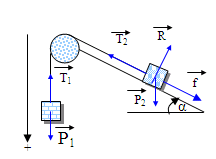 T₂
R
T₁
f
P₂
α
P₁
+